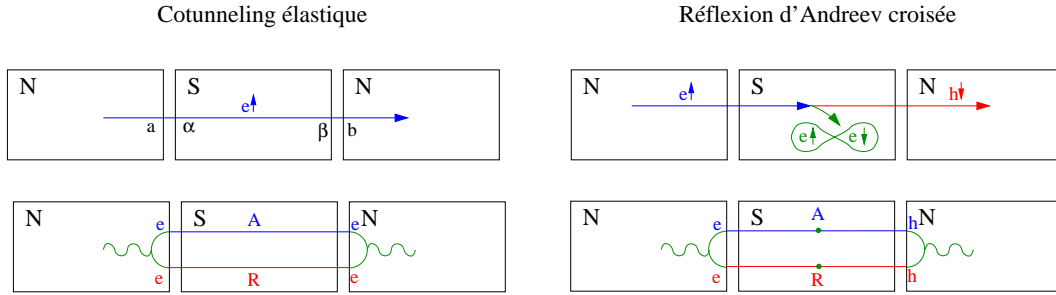 Cotunneling élastique
Réflexion d'Andreev croisée
N S N
e
a α β b
N S N
e h
e e
N S N
e A e
e R e
N S N
e A h
e R h